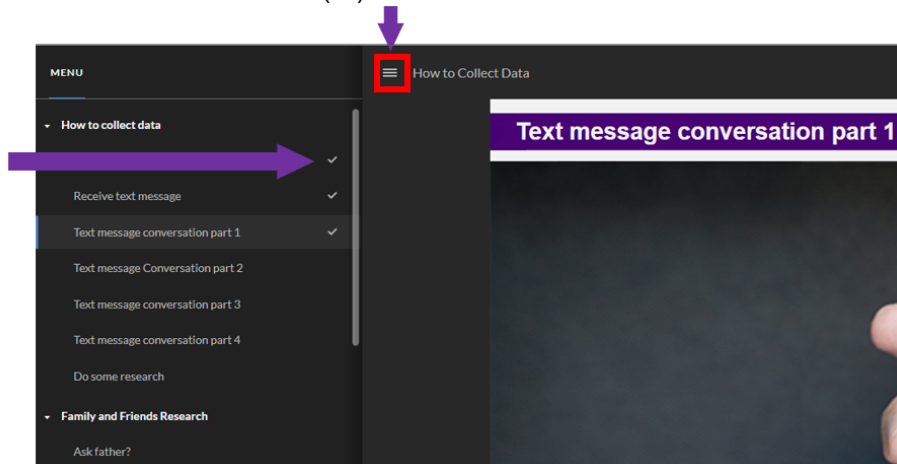 MENU
How to Collect Data
How to collect data
Text message conversation part 1
Receive text message
Text message conversation part 1
Text message Conversation part 2
Text message conversation part 3
Text message conversation part 4
Do some research
Family and Friends Research
Ask father?